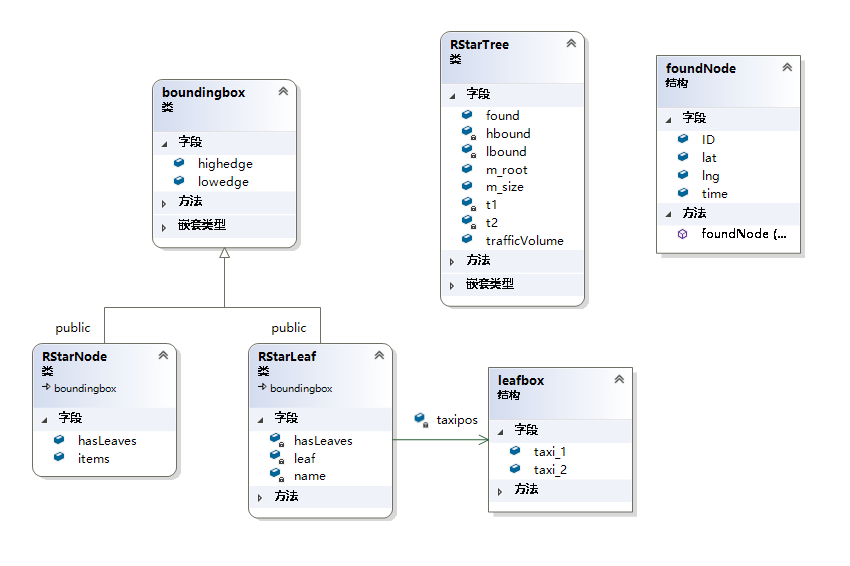 boundingbox
类
字段
highedge
lowedge
方法
嵌套类型
RStarTree
类
字段
found
hbound
lbound
m_root
m_size
t1
t2
trafficVolume
方法
嵌套类型
foundNode
结构
字段
ID
lat
lng
time
方法
foundNode (...
public
public
RStarNode
类
boundingbox
字段
hasLeaves
items
RStarLeaf
类
boundingbox
字段
hasLeaves
leaf
name
方法
taxipos
leafbox
结构
字段
taxi_1
taxi_2
方法